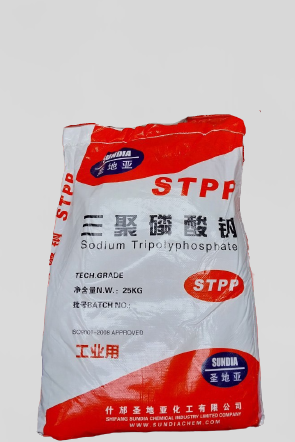 SUNDIA
圣地亚
STPP
三聚磷酸钠
Sodium Tripolyphosphate
TECH.GRADE
净含量N.W.: 25KG
批号BATCH NO.:
STPP
ISO9001-2008 APPROVED
工业用
SUNDIA
圣地亚
什邡圣地亚化工有限公司
SHIFANG SUNDIA CHEMICAL INDUSTRY LIMITED COMPANY
WWW.SUNDIACHEM.COM
酸钠 STPP